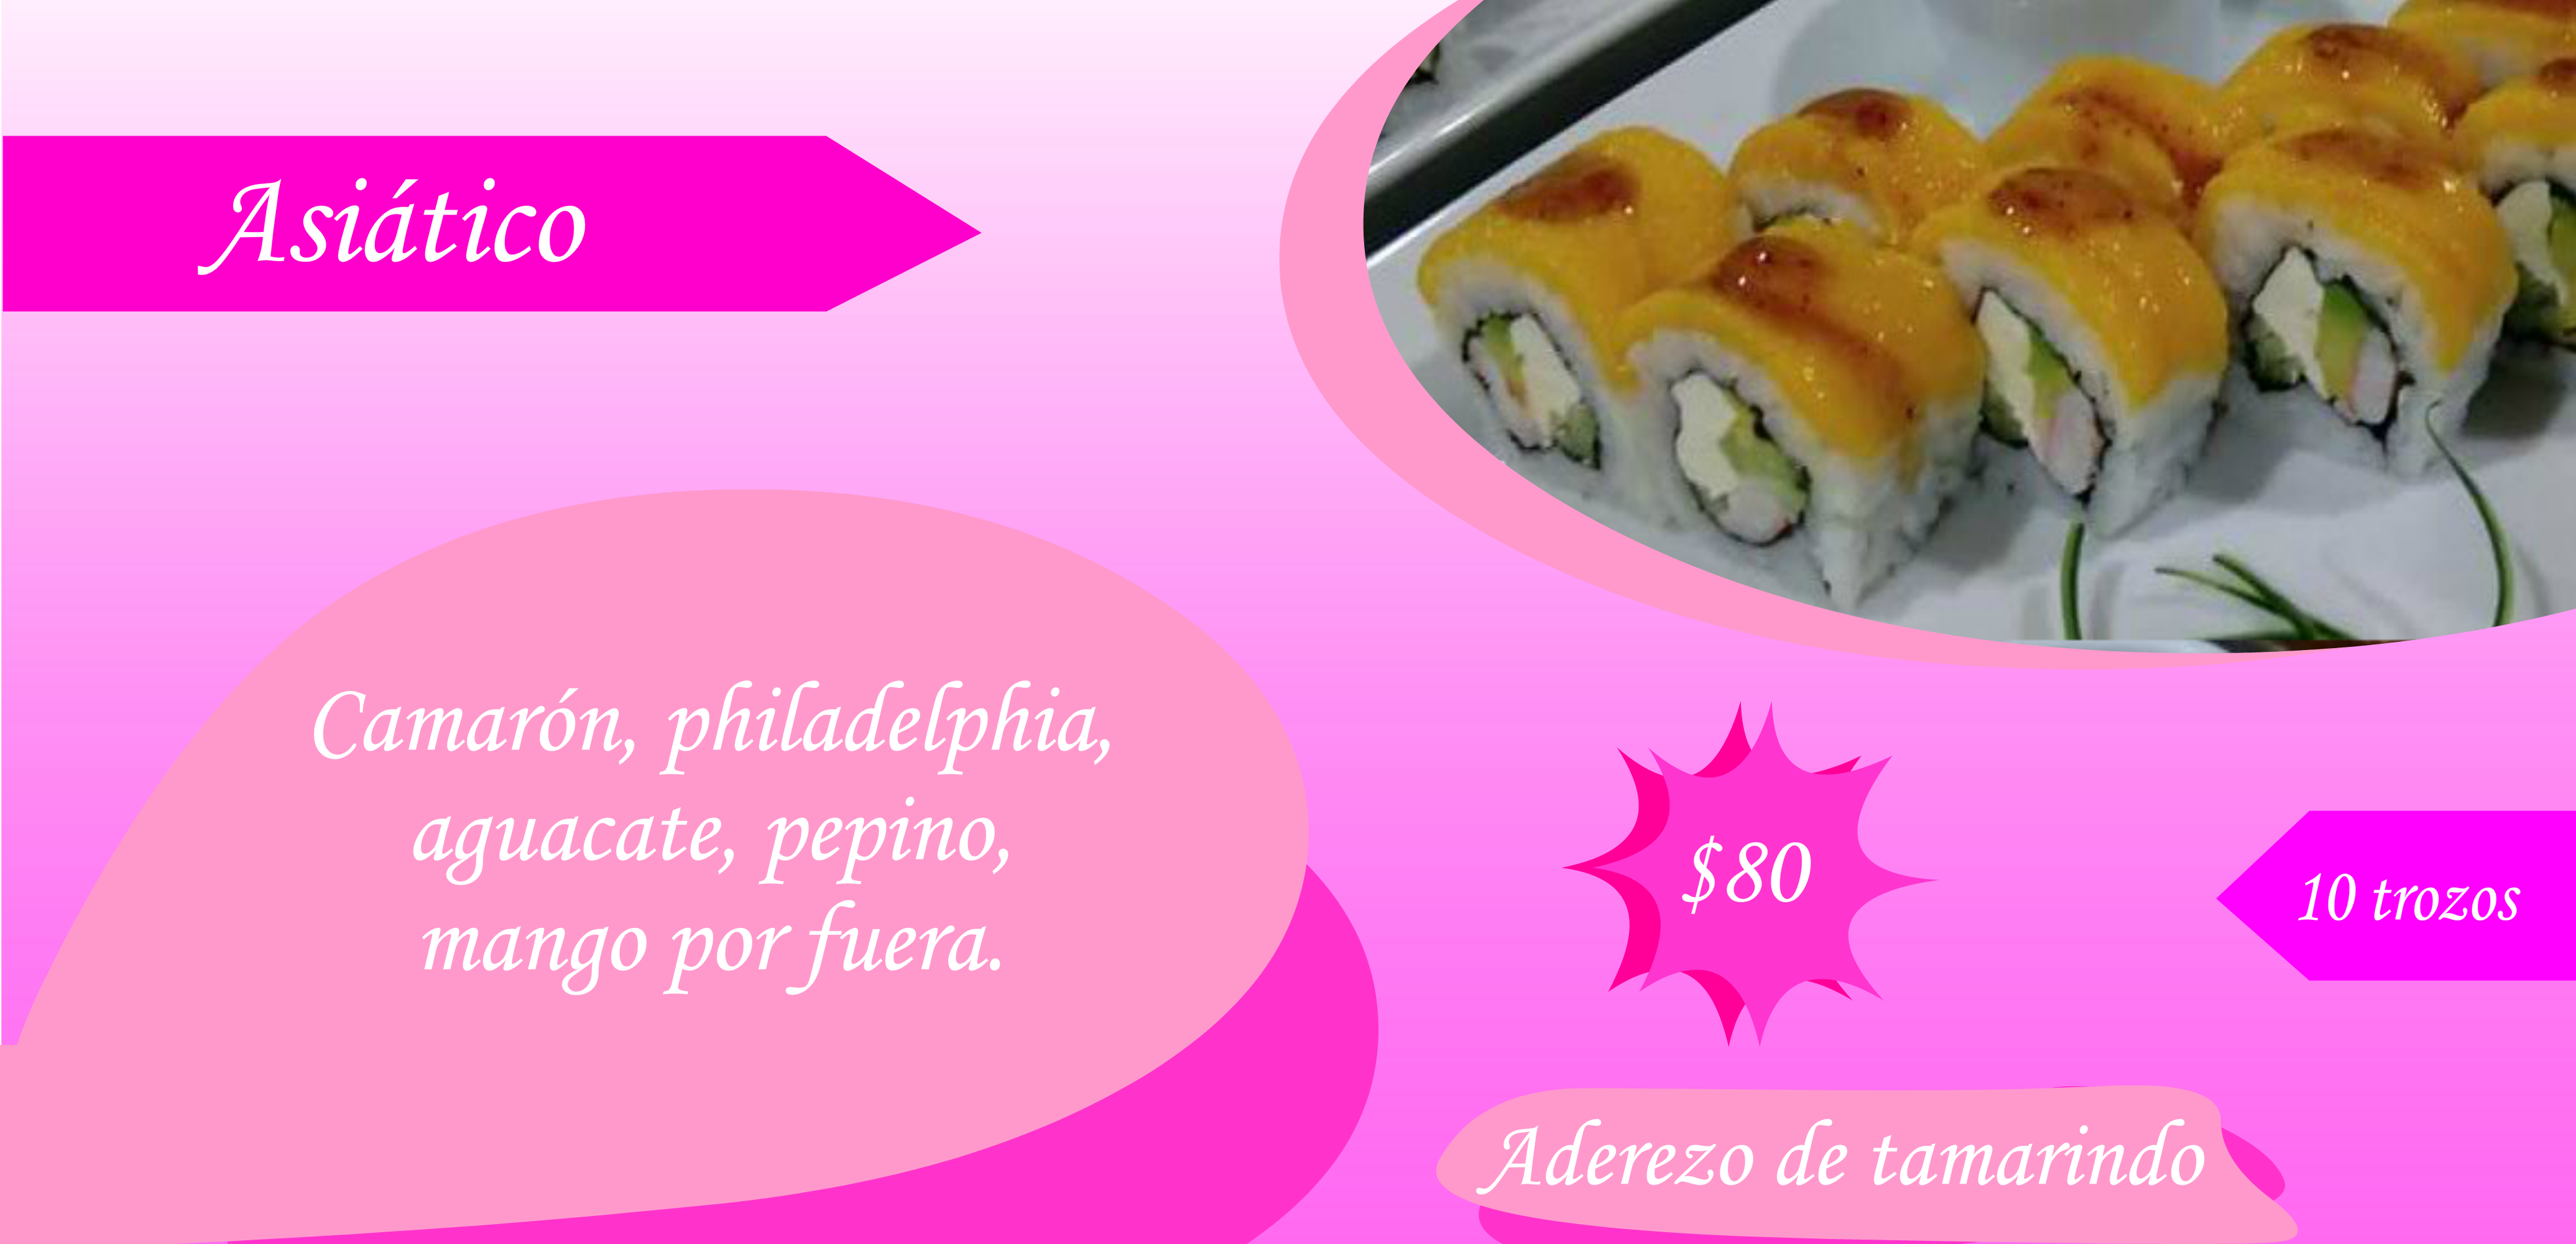 Asiático
Camarón, philadelphia,
aguacate, pepino,
mango por fuera.
$80
10 trozos
Aderezo de tamarindo